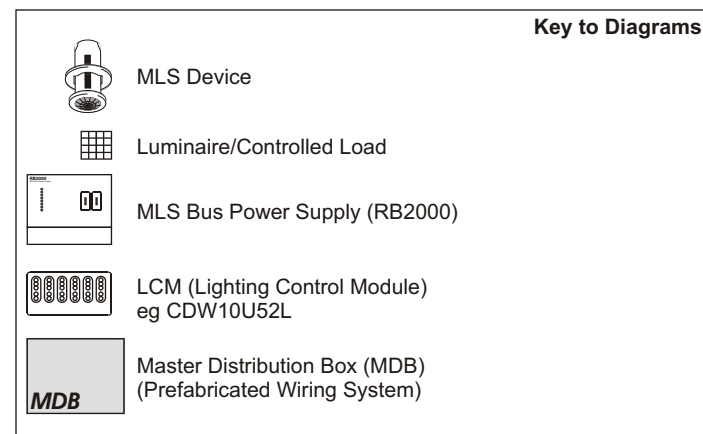 Key to Diagrams
MLS Device
Luminaire/Controlled Load
RB2000
MLS Bus Power Supply (RB2000)
LCM (Lighting Control Module)
eg CDW10U52L
Master Distribution Box (MDB)
(Prefabricated Wiring System)
MDB